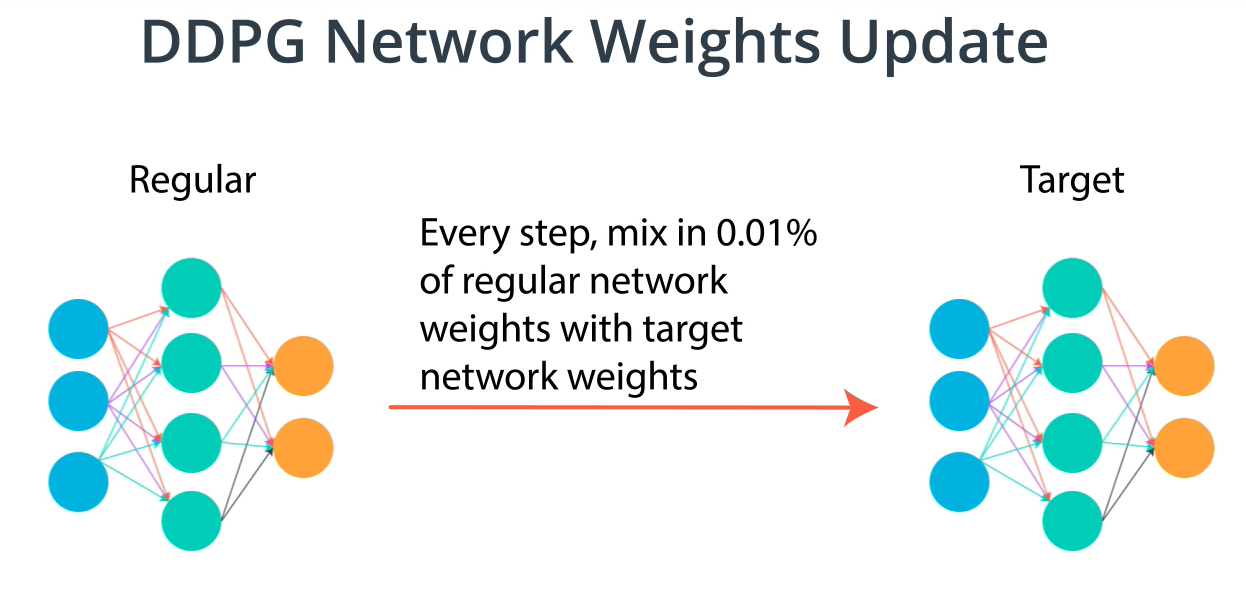 DDPG Network Weights Update
Regular
Target
Every step, mix in 0.01%
of regular network
weights with target
network weights